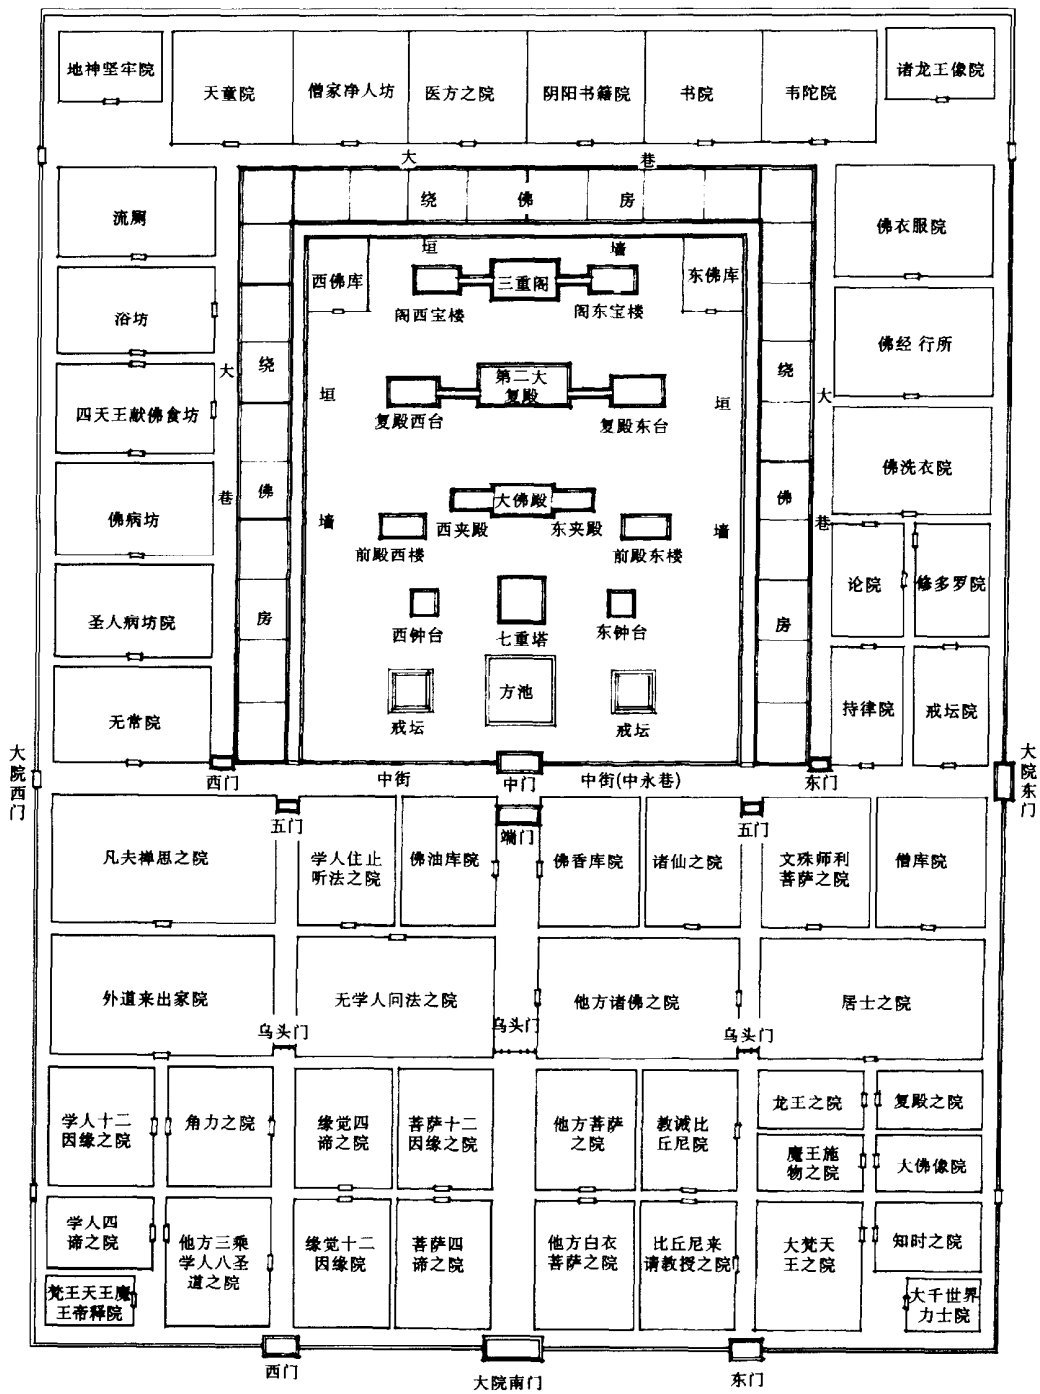 地神坚牢院
天童院
僧家净人坊
医方之院
阴阳书籍院
书院
韦陀院
诸龙王像院
大
巷
流厕
绕
佛
房
佛衣服院
垣
墙
西佛库
三重阁
东佛库
阁西宝楼
阁东宝楼
浴坊
佛经行所
大
绕
绕
大
垣
第二大
复殿
垣
四天王献佛食坊
复殿西台
复殿东台
佛洗衣院
巷
佛
佛
巷
佛病坊
墙
大佛殿
墙
西夹殿
东夹殿
前殿西楼
前殿东楼
论院
修多罗院
圣人病坊院
房
房
西钟台
七重塔
东钟台
无常院
方池
持律院
戒坛院
戒坛
戒坛
大院西门
大院东门
西门
中街
中门
中街(中永巷)
东门
五门
端门
五门
凡夫禅思之院
学人住止
听法之院
佛油库院
佛香库院
诸仙之院
文殊师利
菩萨之院
僧库院
外道来出家院
无学人问法之院
他方诸佛之院
居士之院
乌头门
乌头门
乌头门
学人十二
因缘之院
角力之院
缘觉四
谛之院
菩萨十二
因缘之院
他方菩萨
之院
教诫比
丘尼院
龙王之院
复殿之院
魔王施
物之院
大佛像院
学人四
谛之院
他方三乘
学人八圣
道之院
缘觉十二
因缘院
菩萨四
谛之院
他方白衣
菩萨之院
比丘尼来
请教授之院
大梵天
王之院
知时之院
梵王天王魔
王帝释院
大千世界
力士院
西门
大院南门
东门